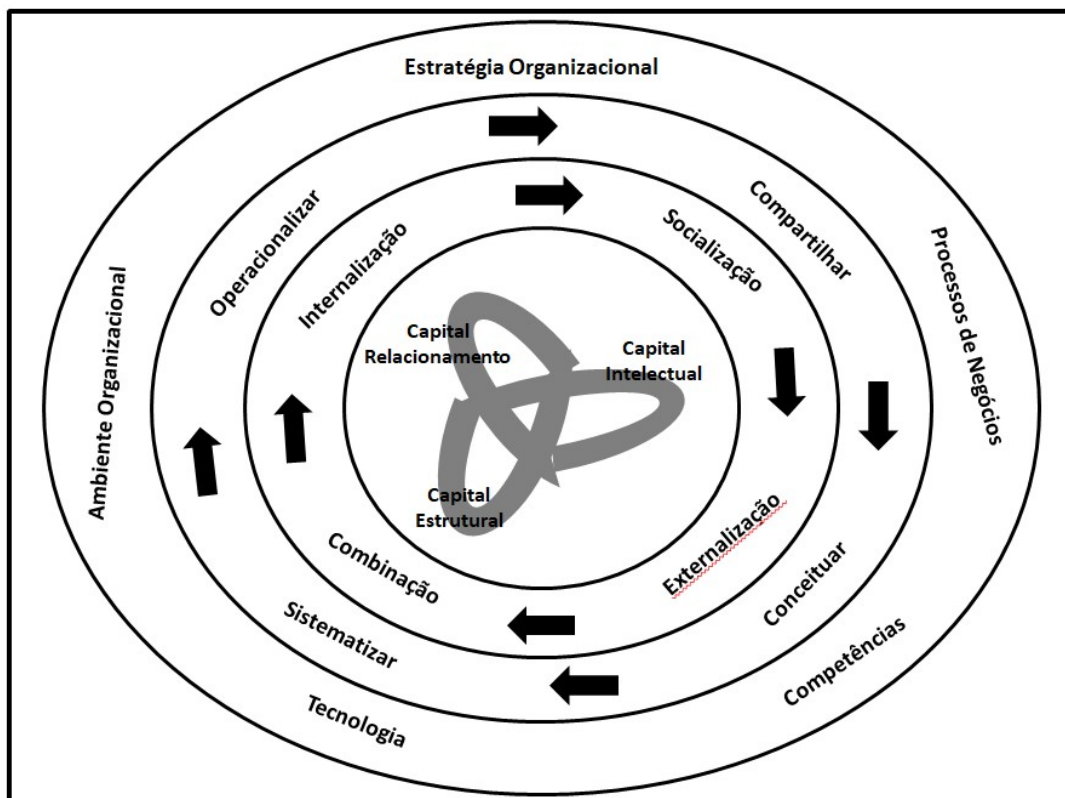 Estratégia Organizacional
Operacionalizar
Compartilhar
Internalização
Socialização
Ambiente Organizacional
Processos de Negócios
Capital
Relacionamento
Capital
Intelectual
Capital
Estrutural
Combinação
Externalização
Sistematizar
Conceituar
Tecnologia
Competências